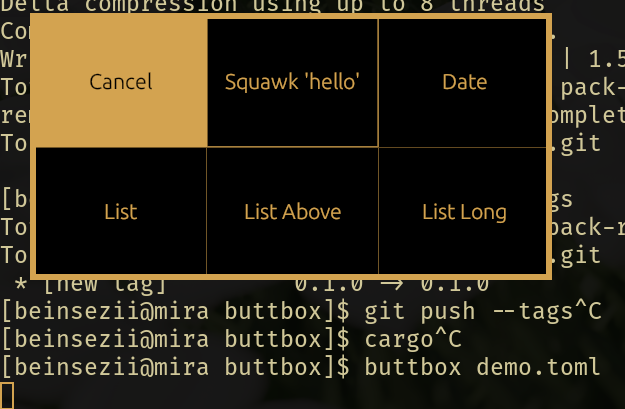 Delta compression using up to 8 threads
Co
Wr | 1.5
To pack-
re omplet
To .git
Cancel Squawk 'hello' Date
List List Above List Long
[be gs
To pack-r
To .git
* [new tag] 0.1.0 -> 0.1.0
[beinsezii@mira buttbox]$ git push --tags^C
[beinsezii@mira buttbox]$ cargo^C
[beinsezii@mira buttbox]$ buttbox demo.toml